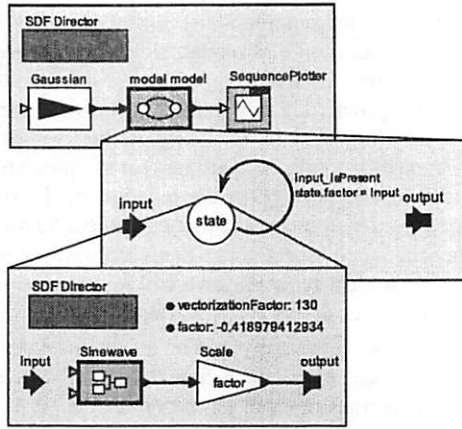 SDF Director
Gaussian
modal model
SequencePlotter
input_isPresent
state.factor = input
input
output
state
SDF Director
vectorizationFactor: 130
factor: -0.418979412934
input
Sinewave
Scale
factor
output